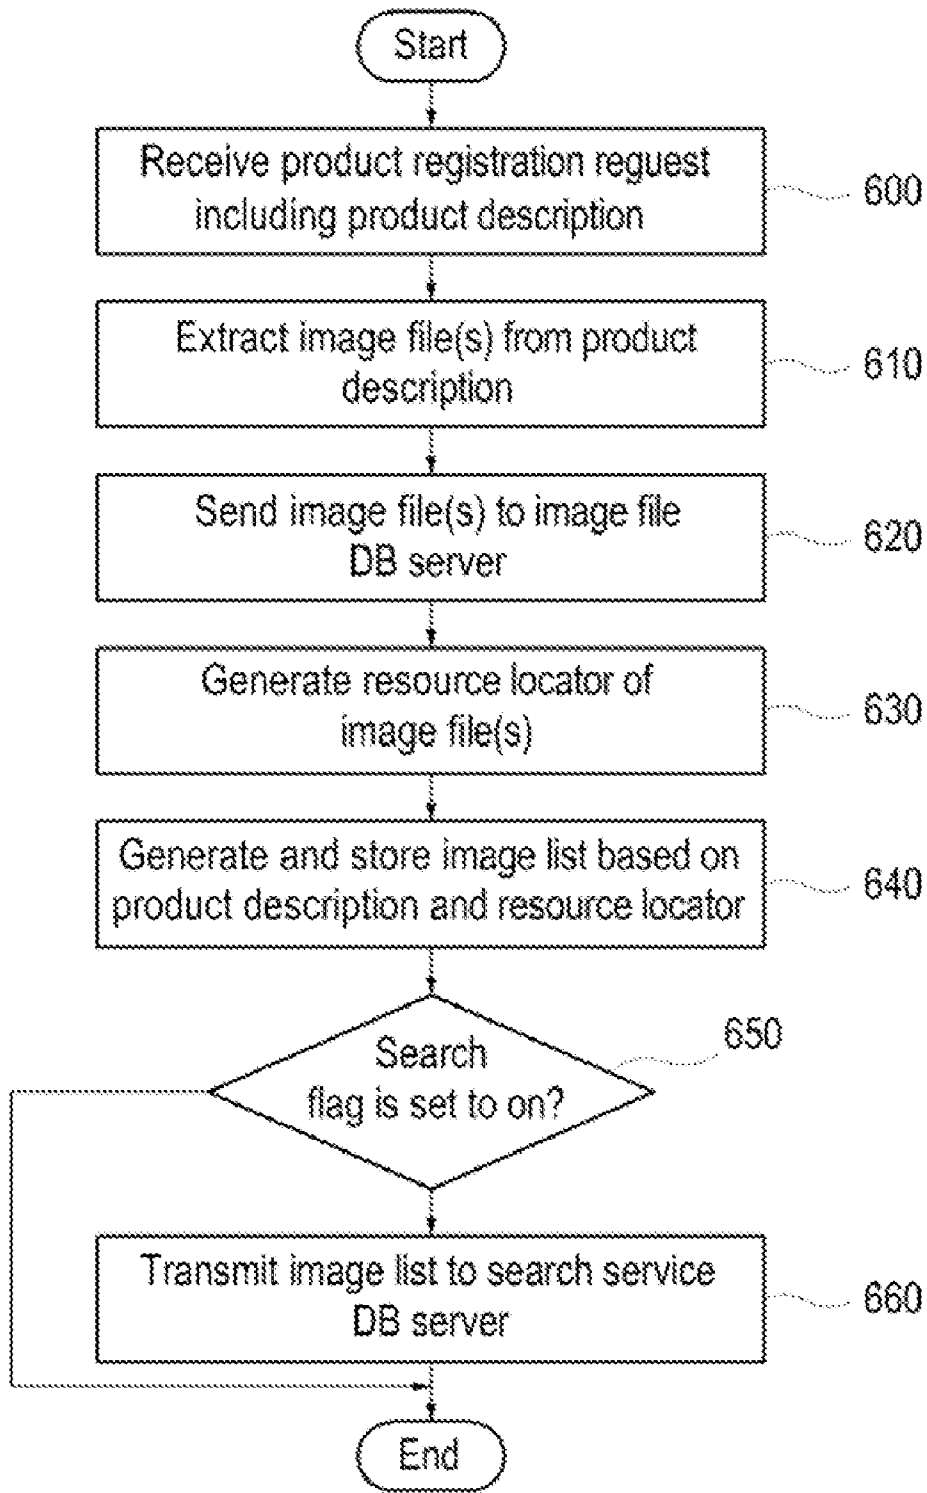 Start
Receive product registration reguest
including product description
600
Extract image file(s) from product
description
610
Send image file(s) to image file
DB server
620
Generate resource locator of
image file(s)
630
Generate and store image list based on
product description and resource locator
640
Search
flag is set to on?
650
Transmit image list to search service
DB server
660
End